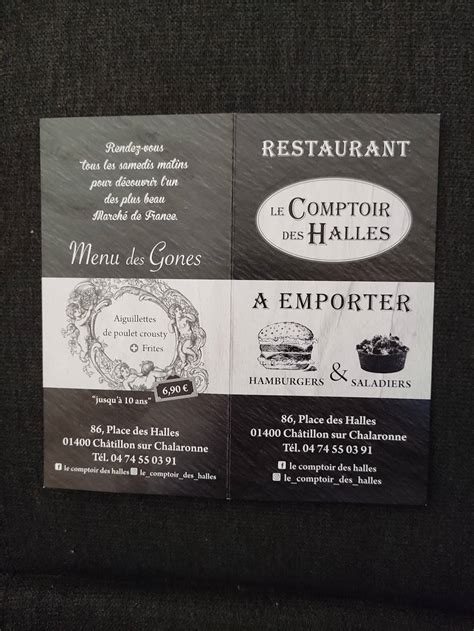 Rendez-vous
tous les samedis matins
pour découvrir l'un
des plus beau
Marché de France.
Menu des Gones
Aiguillettes
de poulet crousty
+ Frites
6,90 €
"jusqu'à 10 ans"
86, Place des Halles
01400 Châtillon sur Chalaronne
Tél. 04 74 55 03 91
le comptoir des halles le_comptoir_des_halles
RESTAURANT
LE COMPTOIR
DES HALLES
A EMPORTER
HAMBURGERS & SALADIERS
86, Place des Halles
01400 Châtillon sur Chalaronne
Tél. 04 74 55 03 91
le comptoir des halles
le_comptoir_des_halles